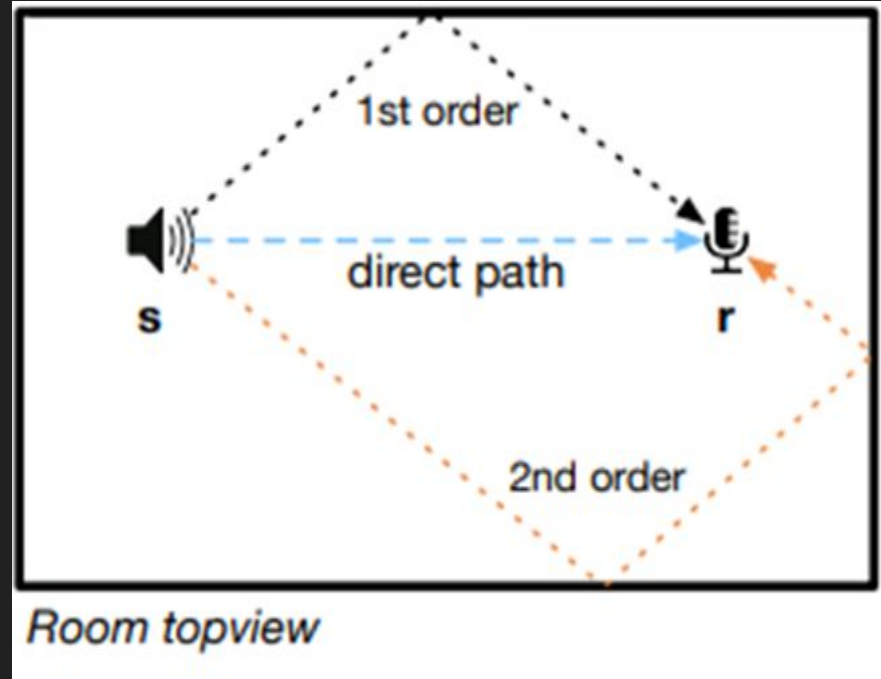 1st order
direct path
s
r
2nd order
Room topview